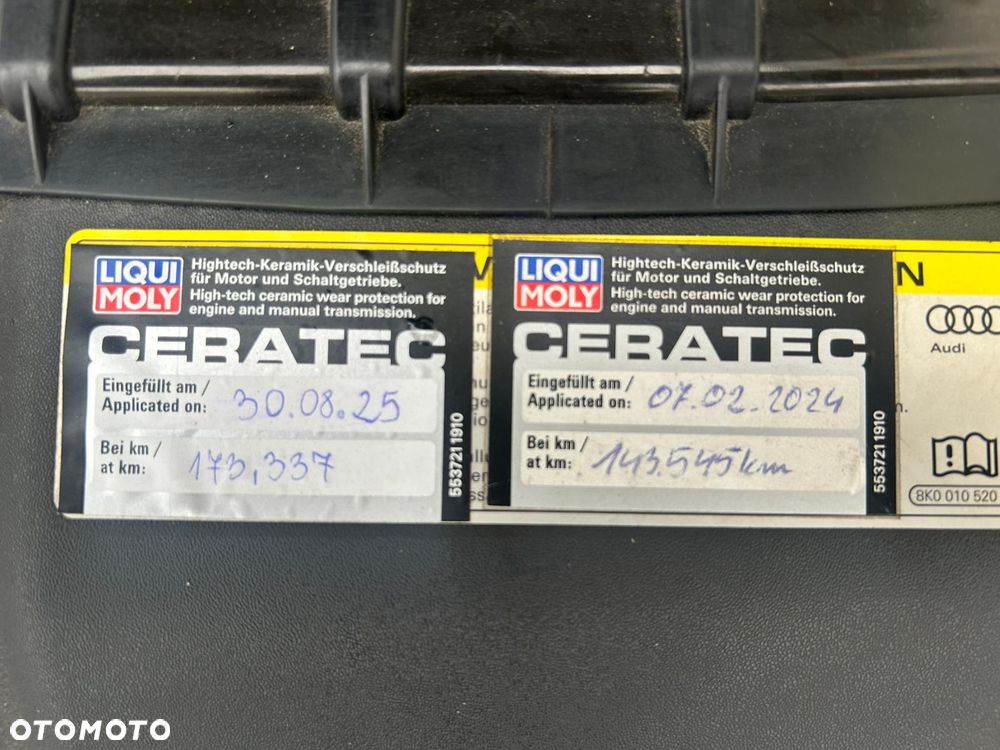 LIQUI
MOLY
Hightech-Keramik-Verschleißschutz
für Motor und Schaltgetriebe.
High-tech ceramic wear protection for
engine and manual transmission.
CERATEC
Eingefüllt am /
Applicated on: 30.08.25
Bei km /
at km: 173,337
5537211910
LIQUI
MOLY
Hightech-Keramik-Verschleißschutz
für Motor und Schaltgetriebe.
High-tech ceramic wear protection for
engine and manual transmission.
CERATEC
Eingefüllt am /
Applicated on: 07.02.2024
Bei km /
at km: 143.545km
5537211910
N
Audi
8K0 010 520
OTOMOTO